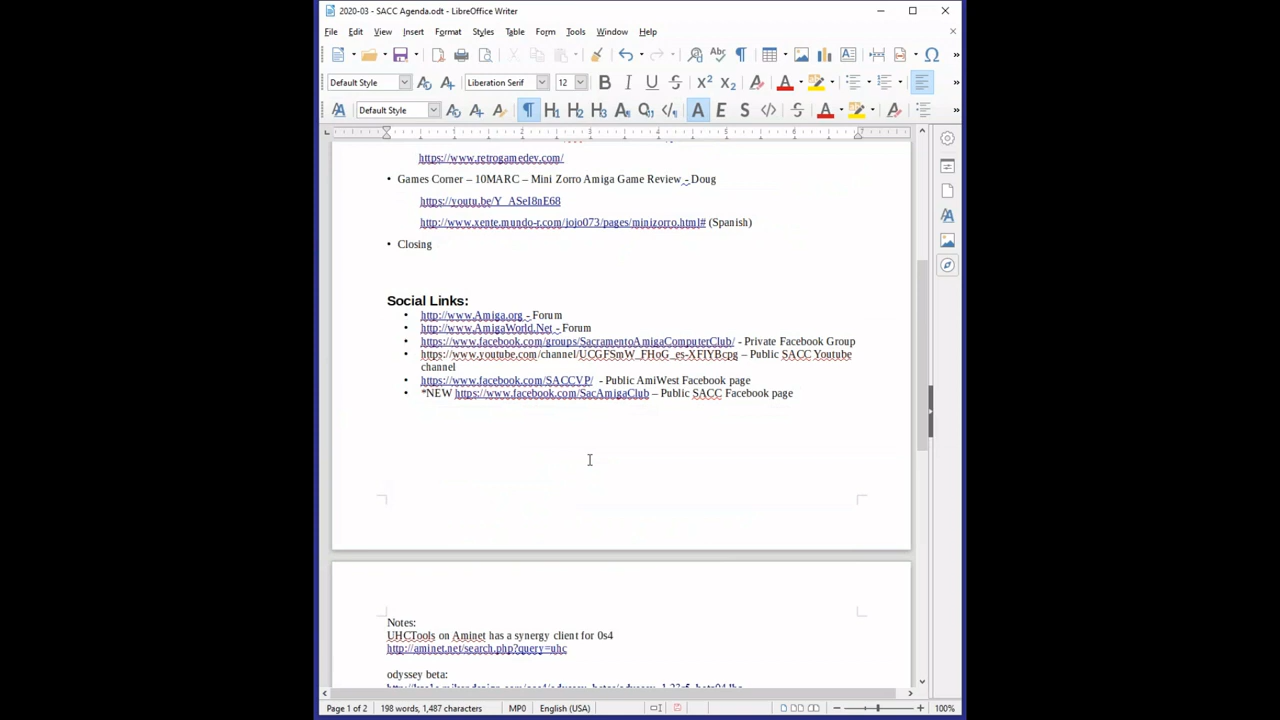 2020-03 - SACC Agenda.odt - LibreOffice Writer
File Edit View Insert Format Styles Table Form Tools Window Help
Default Style Liberation Serif 12
Default Style
https://www.retrogamedev.com/
• Games Corner – 10MARC – Mini Zorro Amiga Game Review - Doug
https://youtu.be/Y_ASeI8nE68
http://www.xente.mundo-r.com/jojo073/pages/minizorro.html# (Spanish)
• Closing
Social Links:
• http://www.Amiga.org - Forum
• http://www.AmigaWorld.Net - Forum
• https://www.facebook.com/groups/SacramentoAmigaComputerClub/ - Private Facebook Group
• https://www.youtube.com/channel/UCGFSmW_FHoG_es-XFlYBcpg – Public SACC Youtube
channel
• https://www.facebook.com/SACCVP/ - Public AmiWest Facebook page
• *NEW https://www.facebook.com/SacAmigaClub – Public SACC Facebook page
Notes:
UHCTools on Aminet has a synergy client for 0s4
http://aminet.net/search.php?query=uhc
odyssey beta:
Page 1 of 2 198 words, 1,487 characters MP0 English (USA) 100%